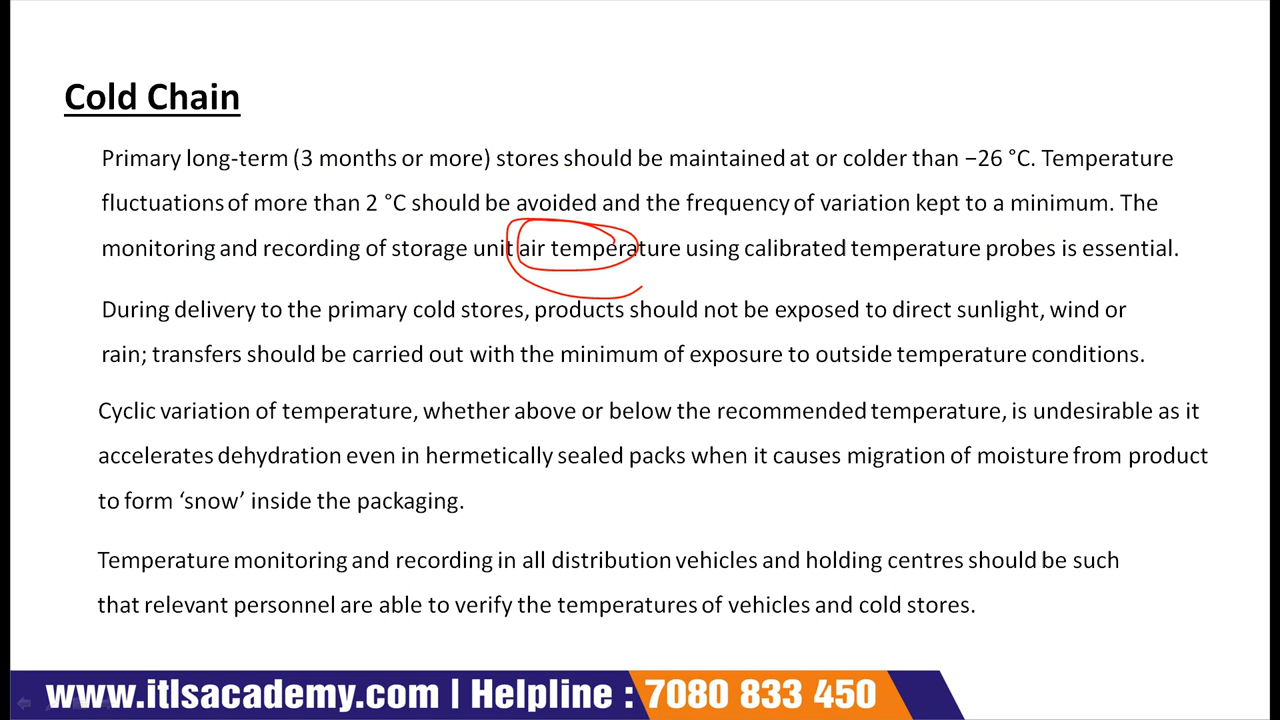 Cold Chain
Primary long-term (3 months or more) stores should be maintained at or colder than −26 °C. Temperature
fluctuations of more than 2 °C should be avoided and the frequency of variation kept to a minimum. The
monitoring and recording of storage unit air temperature using calibrated temperature probes is essential.
During delivery to the primary cold stores, products should not be exposed to direct sunlight, wind or
rain; transfers should be carried out with the minimum of exposure to outside temperature conditions.
Cyclic variation of temperature, whether above or below the recommended temperature, is undesirable as it
accelerates dehydration even in hermetically sealed packs when it causes migration of moisture from product
to form ‘snow’ inside the packaging.
Temperature monitoring and recording in all distribution vehicles and holding centres should be such
that relevant personnel are able to verify the temperatures of vehicles and cold stores.
www.itlsacademy.com | Helpline : 7080 833 450